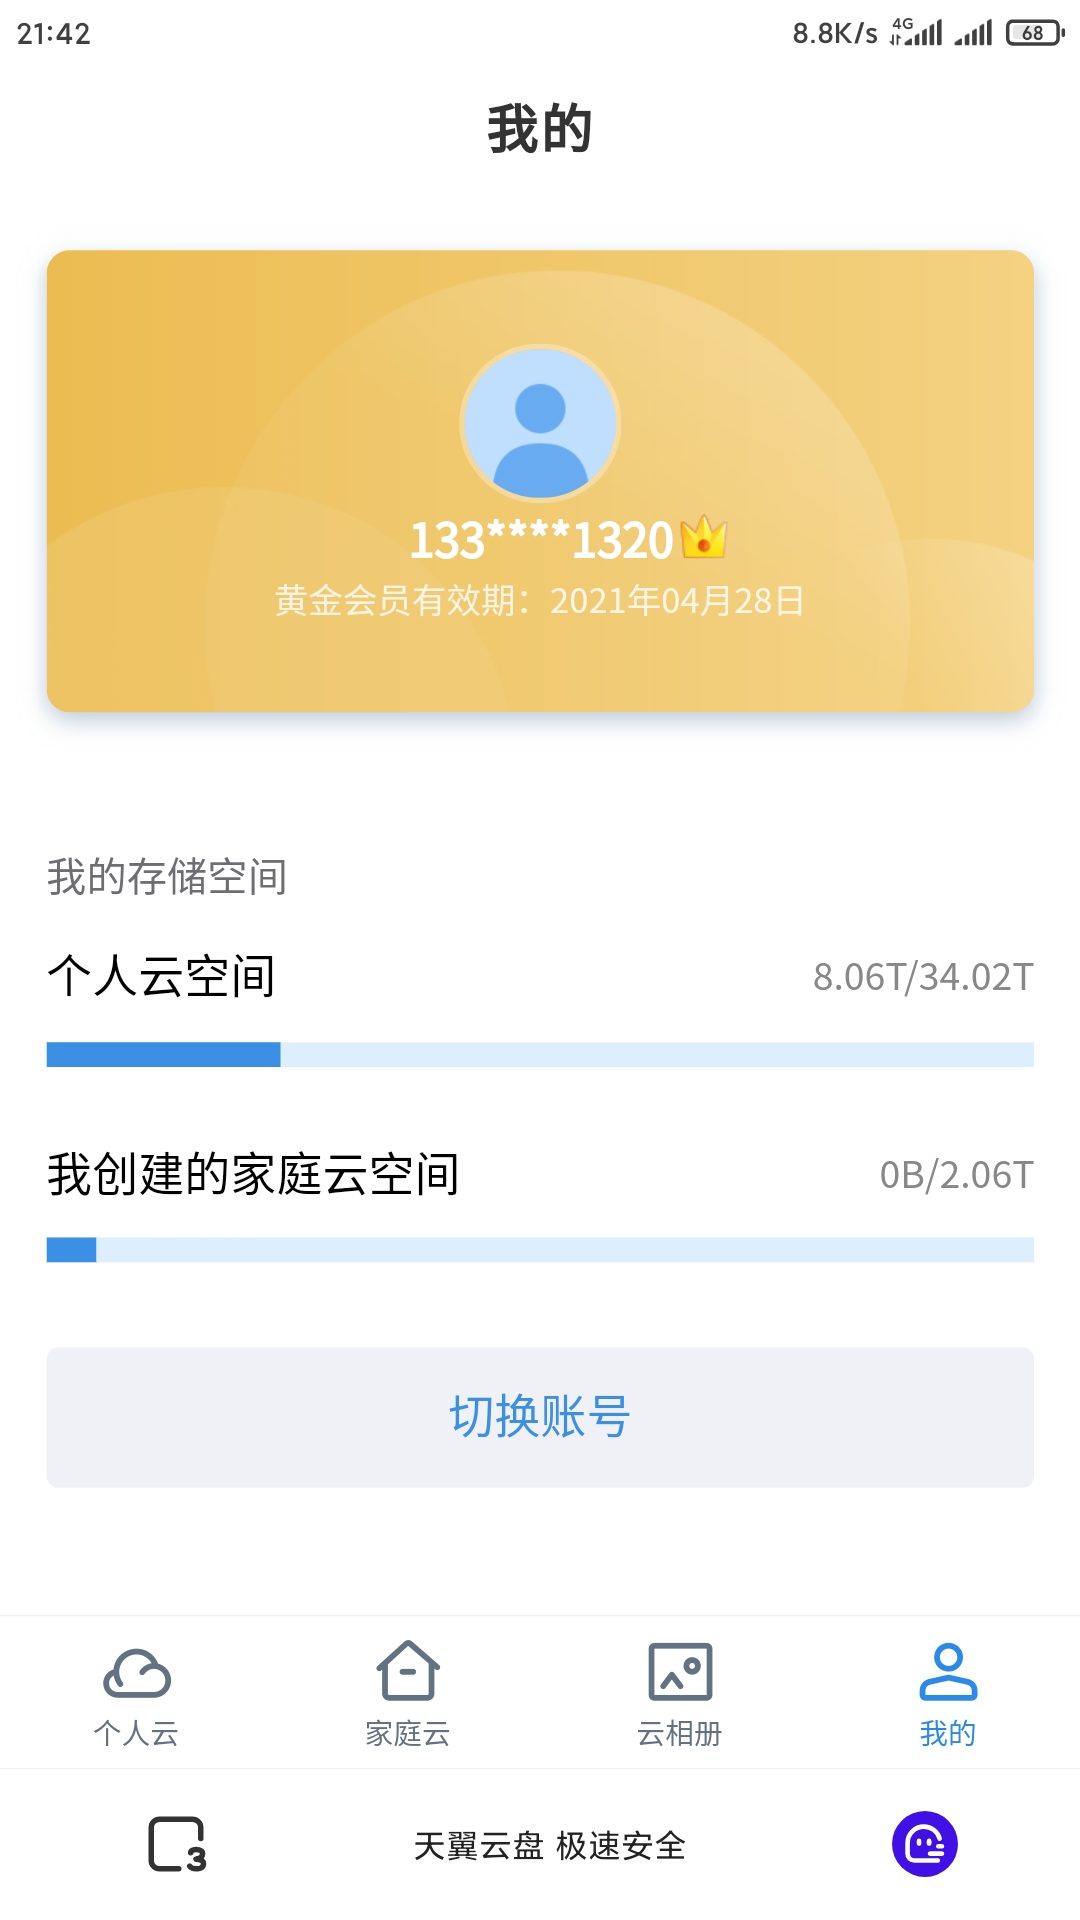 21:42
8.8K/s 4G 68
我的
133****1320
黄金会员有效期：2021年04月28日
我的存储空间
个人云空间 8.06T/34.02T
我创建的家庭云空间 0B/2.06T
切换账号
个人云 家庭云 云相册 我的
3 天翼云盘 极速安全